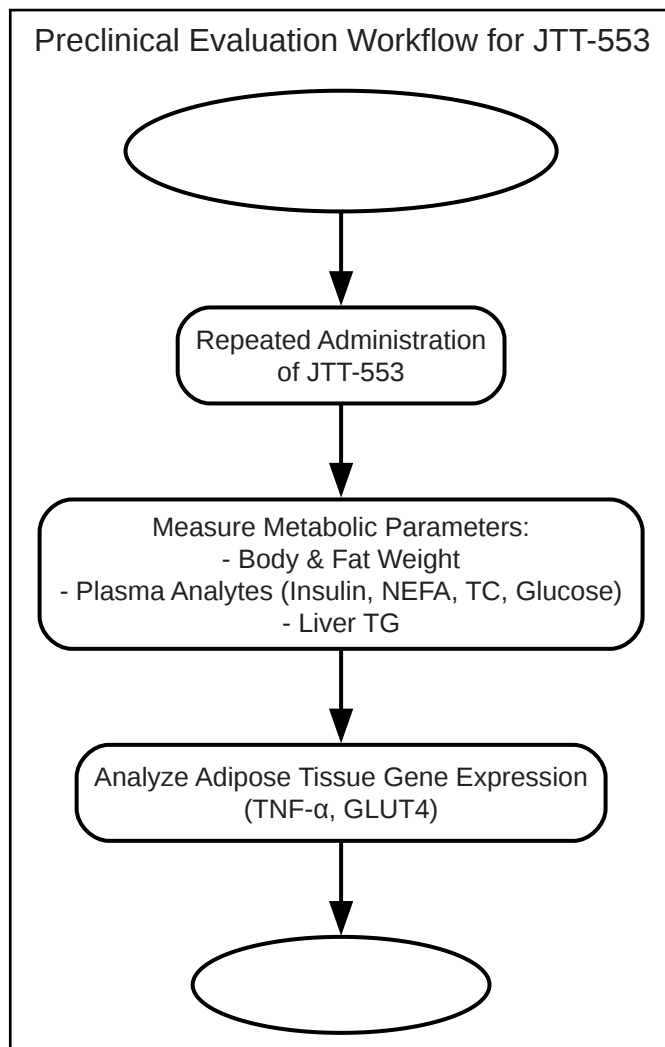 Preclinical Evaluation Workflow for JTT-553
Repeated Administration
of JTT-553
Measure Metabolic Parameters:
- Body & Fat Weight
- Plasma Analytes (Insulin, NEFA, TC, Glucose)
- Liver TG
Analyze Adipose Tissue Gene Expression
(TNF-α, GLUT4)